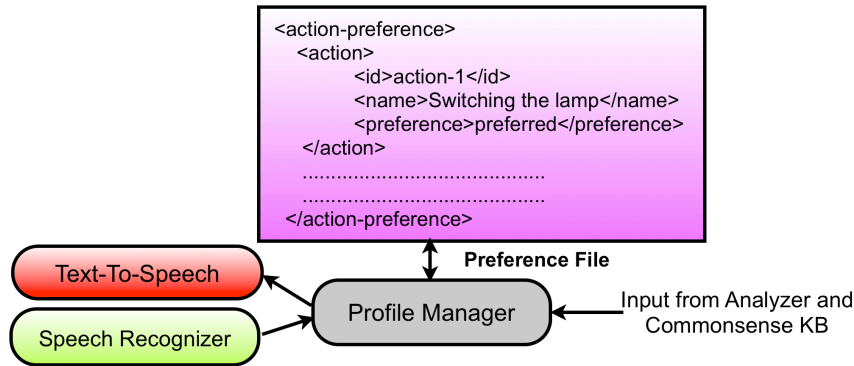 <action-preference>
<action>
<id>action-1</id>
<name>Switching the lamp</name>
<preference>preferred</preference>
</action>
...........................................
...........................................
</action-preference>
Preference File
Text-To-Speech
Speech Recognizer
Profile Manager
Input from Analyzer and
Commonsense KB